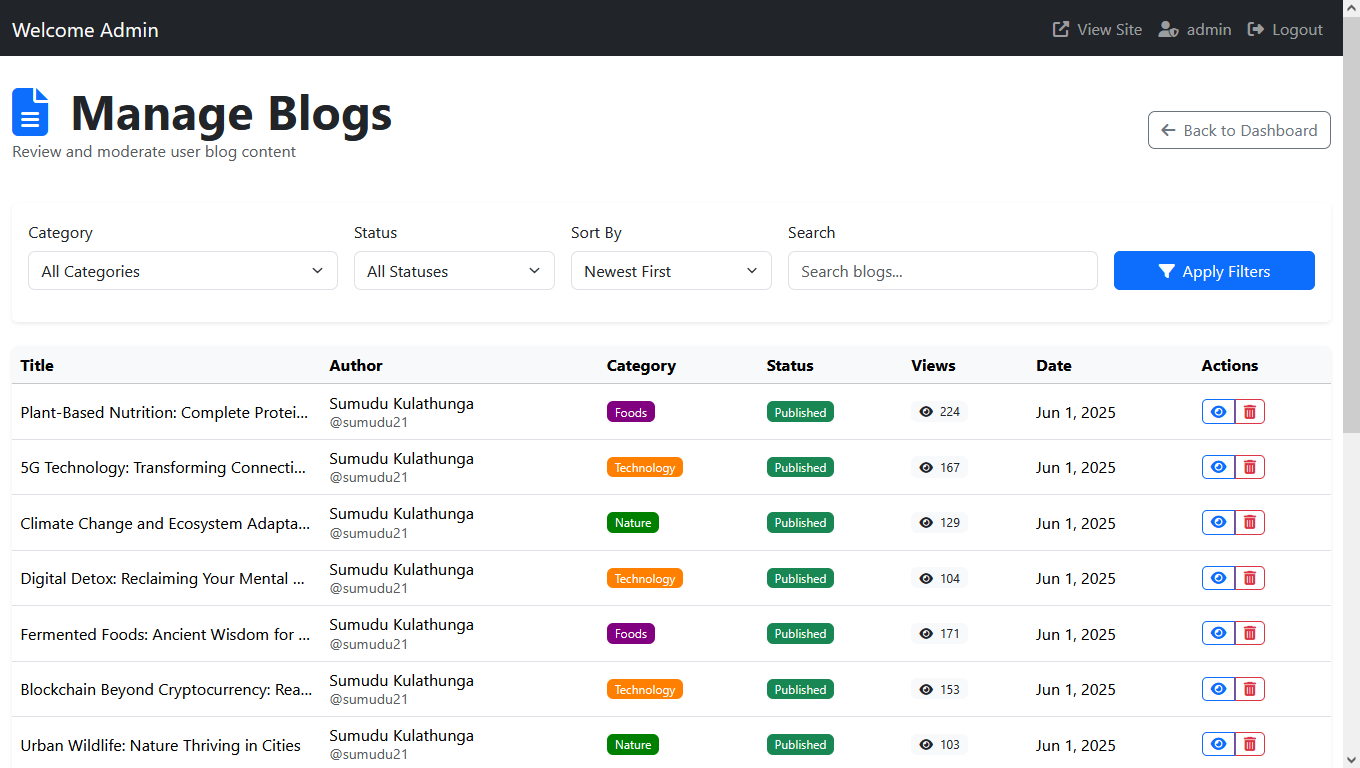 Welcome Admin
View Site admin Logout
Manage Blogs
Review and moderate user blog content
Back to Dashboard
Category Status Sort By Search
All Categories All Statuses Newest First Search blogs... Apply Filters
Title Author Category Status Views Date Actions
Plant-Based Nutrition: Complete Protei... Sumudu Kulathunga Foods Published 224 Jun 1, 2025
@sumudu21
5G Technology: Transforming Connecti... Sumudu Kulathunga Technology Published 167 Jun 1, 2025
@sumudu21
Climate Change and Ecosystem Adapta... Sumudu Kulathunga Nature Published 129 Jun 1, 2025
@sumudu21
Digital Detox: Reclaiming Your Mental ... Sumudu Kulathunga Technology Published 104 Jun 1, 2025
@sumudu21
Fermented Foods: Ancient Wisdom for ... Sumudu Kulathunga Foods Published 171 Jun 1, 2025
@sumudu21
Blockchain Beyond Cryptocurrency: Rea... Sumudu Kulathunga Technology Published 153 Jun 1, 2025
@sumudu21
Urban Wildlife: Nature Thriving in Cities Sumudu Kulathunga Nature Published 103 Jun 1, 2025
@sumudu21